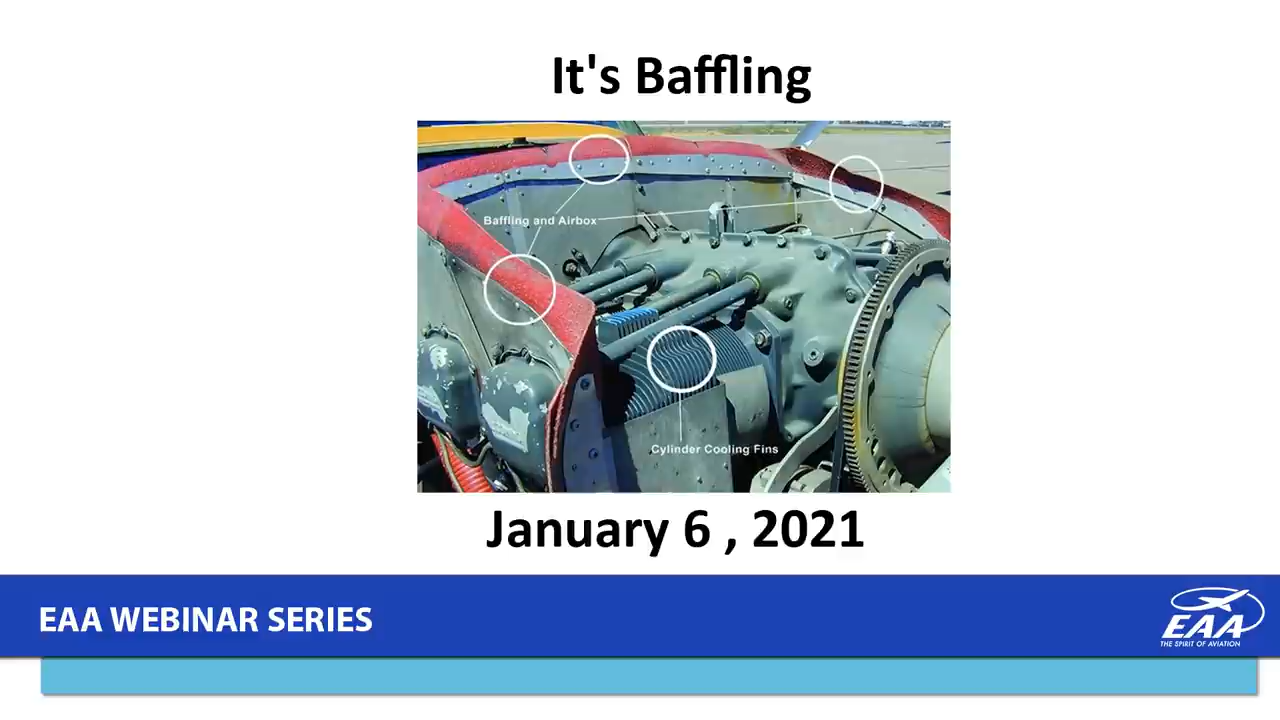 It's Baffling
Baffling and Airbox
Cylinder Cooling Fins
January 6 , 2021
EAA WEBINAR SERIES
EAA
THE SPIRIT OF AVIATION